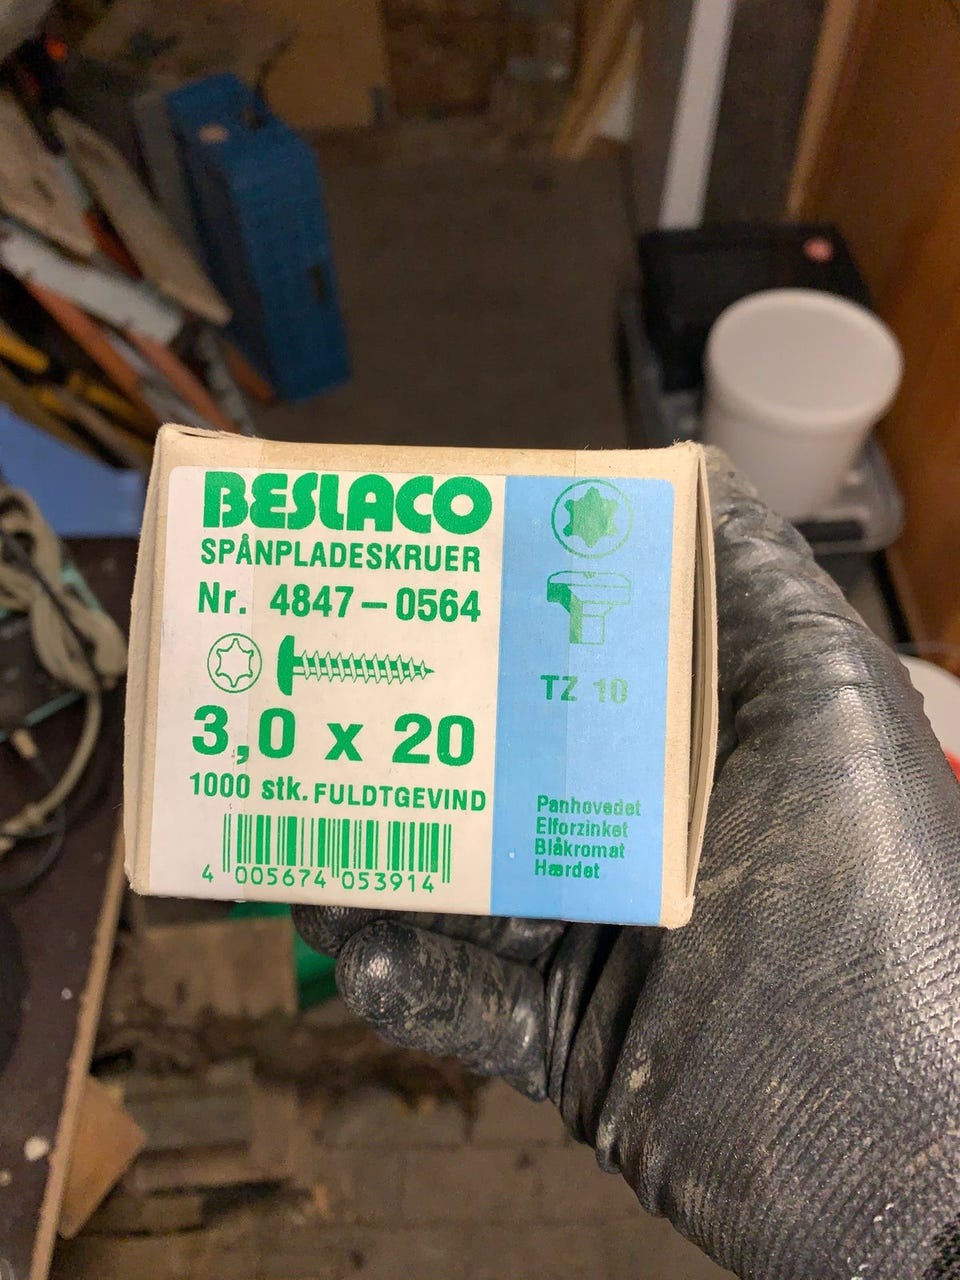 BESLACO
SPÅNPLADESKRUER
Nr. 4847-0564
3,0 x 20
1000 stk. FULDTGEVIND
4 005674 053914
TZ 10
Panhovedet
Elforzinket
Blåkromat
Hærdet